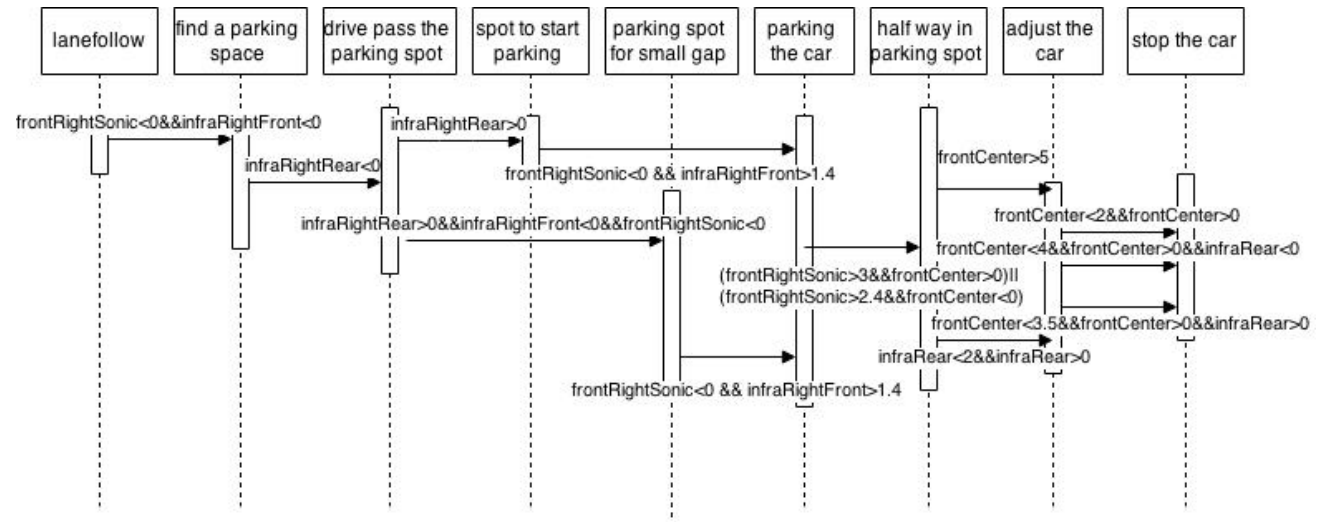 lanefollow
find a parking
space
drive pass the
parking spot
spot to start
parking
parking spot
for small gap
parking
the car
half way in
parking spot
adjust the
car
stop the car
frontRightSonic<0&&infraRightFront<0
infraRightRear>0
infraRightRear<0
frontCenter>5
frontRightSonic<0 && infraRightFront>1.4
frontCenter<2&&frontCenter>0
infraRightRear>0&&infraRightFront<0&&frontRightSonic<0
frontCenter<4&&frontCenter>0&&infraRear<0
(frontRightSonic>3&&frontCenter>0)||
(frontRightSonic>2.4&&frontCenter<0)
frontCenter<3.5&&frontCenter>0&&infraRear>0
infraRear<2&&infraRear>0
frontRightSonic<0 && infraRightFront>1.4